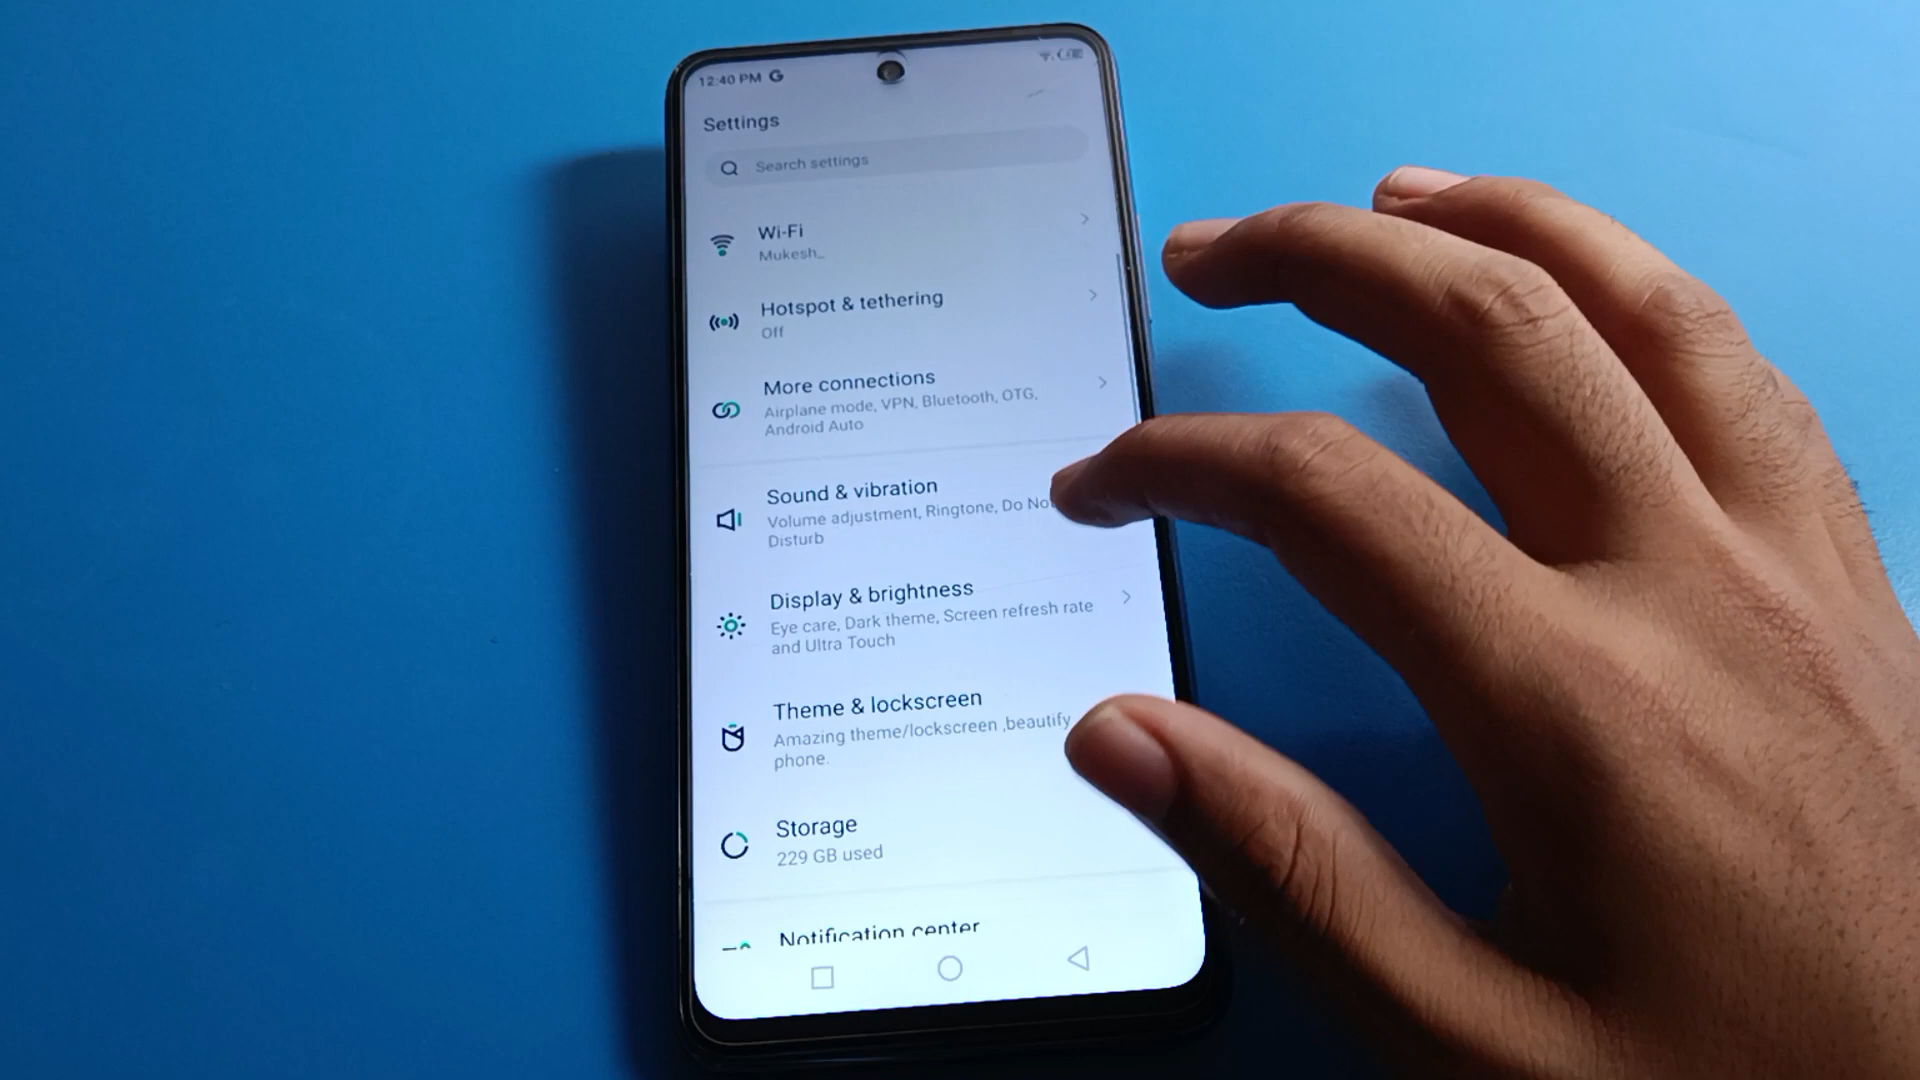 12:40 PM G
Settings
Search settings
Wi-Fi
Mukesh_
Hotspot & tethering
Off
More connections
Airplane mode, VPN, Bluetooth, OTG,
Android Auto
Sound & vibration
Volume adjustment, Ringtone, Do No
Disturb
Display & brightness
Eye care, Dark theme, Screen refresh rate
and Ultra Touch
Theme & lockscreen
Amazing theme/lockscreen ,beautify
phone.
Storage
229 GB used
Notification center